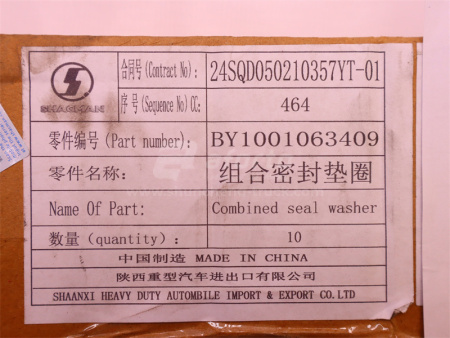 合同号(Contract No): 24SQD050210357YT-01
SHACMAN
序号(Sequence No)CC: 464
零件编号(Part number): BY1001063409
零件名称: 组合密封垫圈
Name Of Part: Combined seal washer
数量(quantity): 10
中国制造 MADE IN CHINA
陕西重型汽车进出口有限公司
SHAANXI HEAVY DUTY AUTOMBILE IMPORT & EXPORT CO.LTD